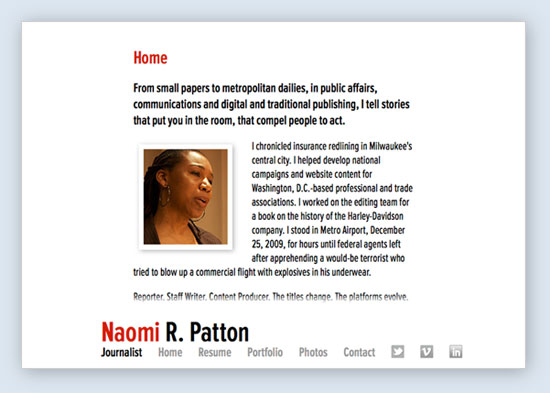 Home
From small papers to metropolitan dailies, in public affairs,
communications and digital and traditional publishing, I tell stories
that put you in the room, that compel people to act.
I chronicled insurance redlining in Milwaukee's
central city. I helped develop national
campaigns and website content for
Washington, D.C.-based professional and trade
associations. I worked on the editing team for
a book on the history of the Harley-Davidson
company. I stood in Metro Airport, December
25, 2009, for hours until federal agents left
after apprehending a would-be terrorist who
tried to blow up a commercial flight with explosives in his underwear.
Reporter. Staff Writer. Content Producer. The titles change. The platforms evolve.
Naomi R. Patton
Journalist Home Resume Portfolio Photos Contact in